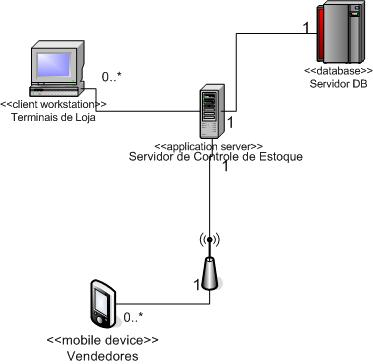 1
<<database>>
Servidor DB
0..*
<<client workstation>>
Terminais de Loja
1
<<application server>>
Servidor de Controle de Estoque
1
1
0..*
<<mobile device>>
Vendedores